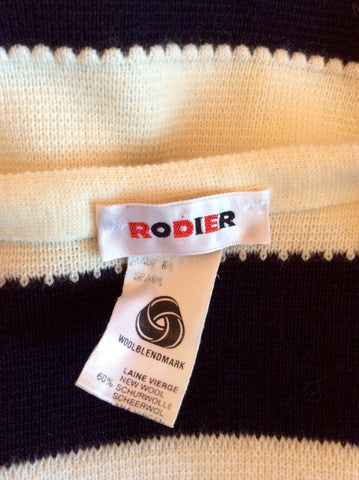 RODIER
WOOLBLENDMARK
LAINE VIERGE
60% NEW WOOL
SCHURWOLLE
SCHEERWOL